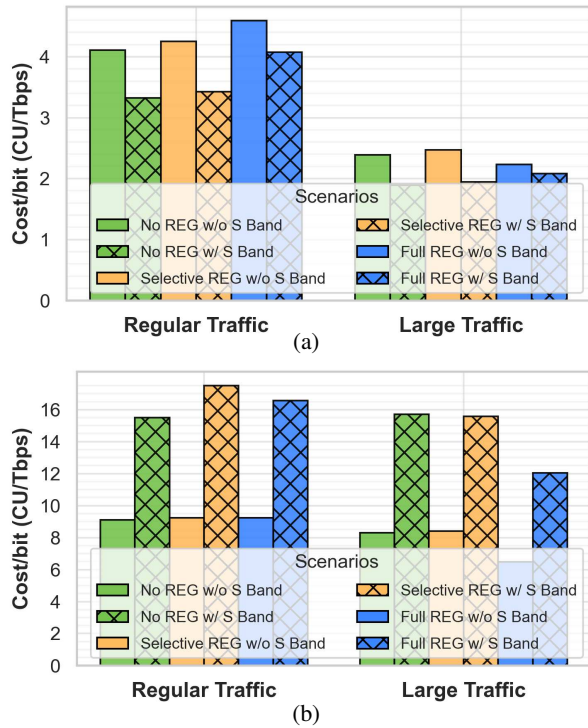 Cost/bit (CU/Tbps)
4
3
2
1
0
Scenarios
No REG w/o S Band
No REG w/ S Band
Selective REG w/o S Band
Selective REG w/ S Band
Full REG w/o S Band
Full REG w/ S Band
Regular Traffic
Large Traffic
(a)
Cost/bit (CU/Tbps)
16
14
12
10
8
6
4
2
0
Scenarios
No REG w/o S Band
No REG w/ S Band
Selective REG w/o S Band
Selective REG w/ S Band
Full REG w/o S Band
Full REG w/ S Band
Regular Traffic
Large Traffic
(b)